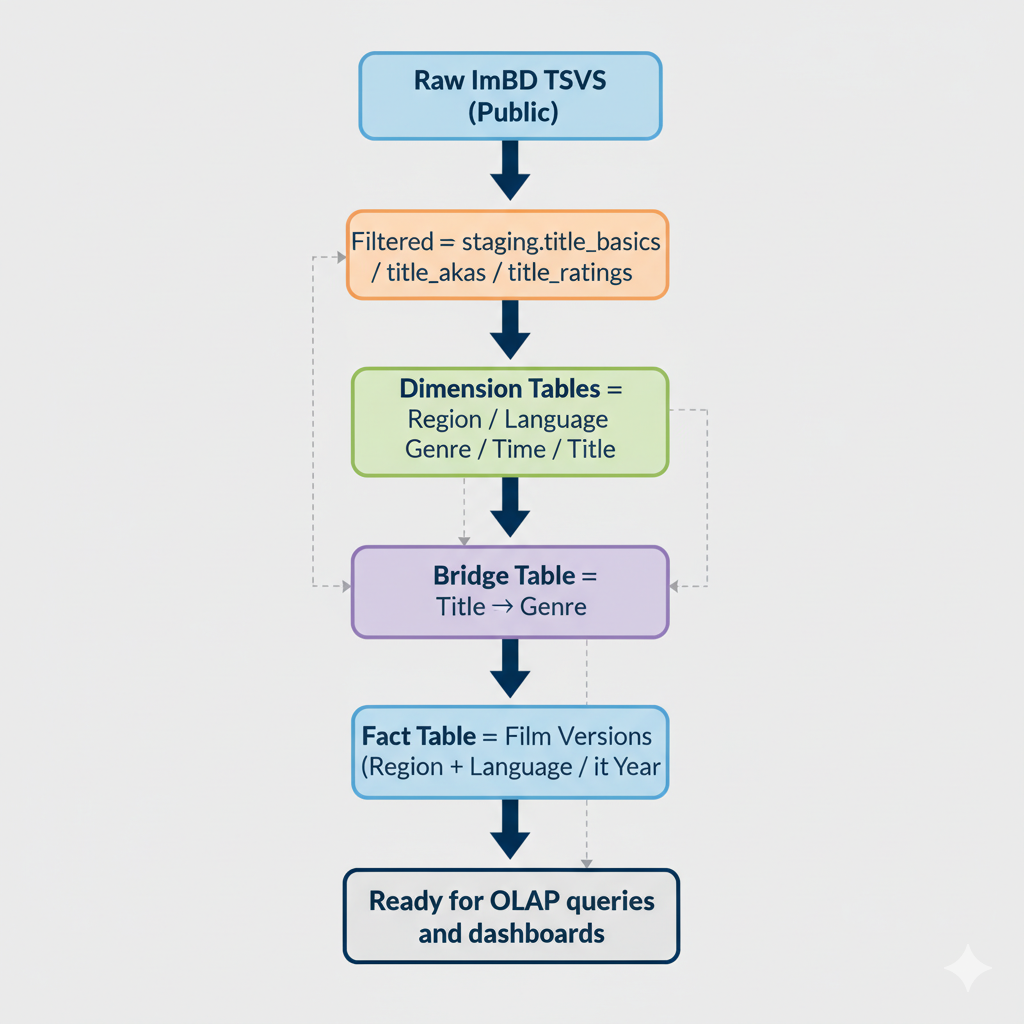 Raw ImBD TSVS
(Public)
Filtered = staging.title_basics
/ title_akas / title_ratings
Dimension Tables =
Region / Language
Genre / Time / Title
Bridge Table =
Title → Genre
Fact Table = Film Versions
(Region + Language / it Year
Ready for OLAP queries
and dashboards